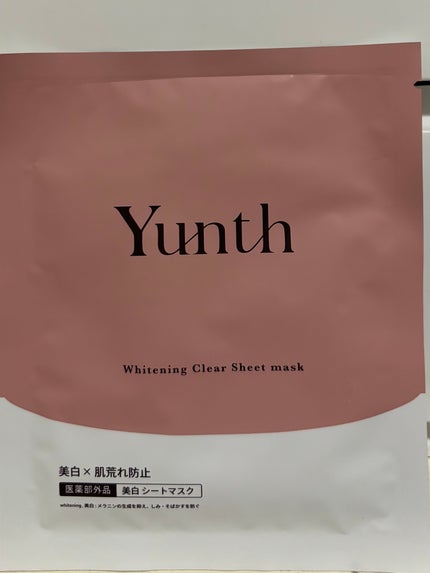 Yunth
Whitening Clear Sheet mask
美白×肌荒れ防止
医薬部外品 美白シートマスク
whitening, 美白：メラニンの生成を抑え、しみ・そばかすを防ぐ